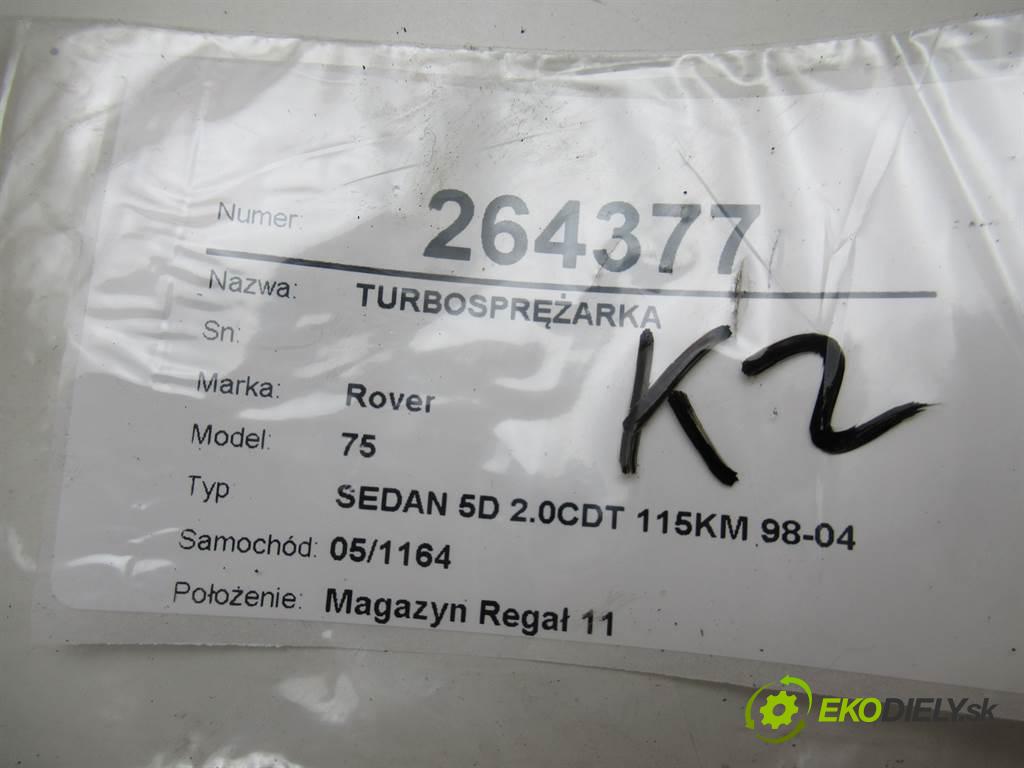 Numer: 264377
Nazwa: TURBOSPRĘŻARKA
Sn:
Marka: Rover
Model: 75
Typ SEDAN 5D 2.0CDT 115KM 98-04
Samochód: 05/1164
Położenie: Magazyn Regał 11
K2
EKODIELY.sk